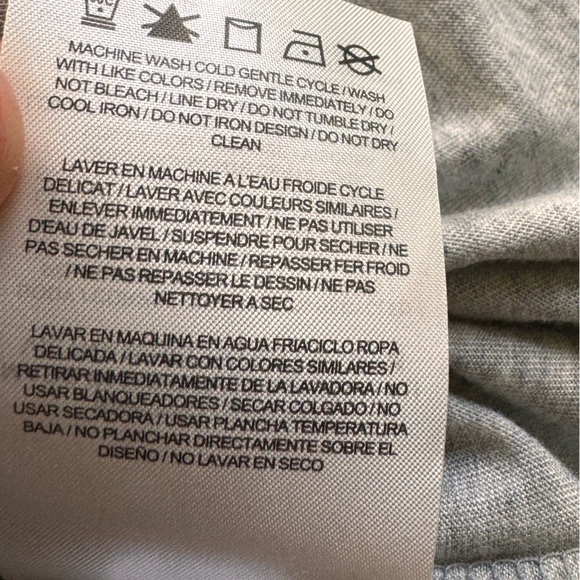 MACHINE WASH COLD GENTLE CYCLE / WASH
WITH LIKE COLORS / REMOVE IMMEDIATELY / DO
NOT BLEACH / LINE DRY / DO NOT TUMBLE DRY /
COOL IRON / DO NOT IRON DESIGN / DO NOT DRY
CLEAN
LAVER EN MACHINE A L'EAU FROIDE CYCLE
DELICAT / LAVER AVEC COULEURS SIMILAIRES /
ENLEVER IMMEDIATEMENT / NE PAS UTILISER
D'EAU DE JAVEL / SUSPENDRE POUR SECHER / NE
PAS SECHER EN MACHINE / REPASSER FER FROID
/ NE PAS REPASSER LE DESSIN / NE PAS
NETTOYER A SEC
LAVAR EN MAQUINA EN AGUA FRIACICLO ROPA
DELICADA / LAVAR CON COLORES SIMILARES /
RETIRAR INMEDIATAMENTE DE LA LAVADORA / NO
USAR BLANQUEADORES / SECAR COLGADO / NO
USAR SECADORA / USAR PLANCHA TEMPERATURA
BAJA / NO PLANCHAR DIRECTAMENTE SOBRE EL
DISEÑO / NO LAVAR EN SECO